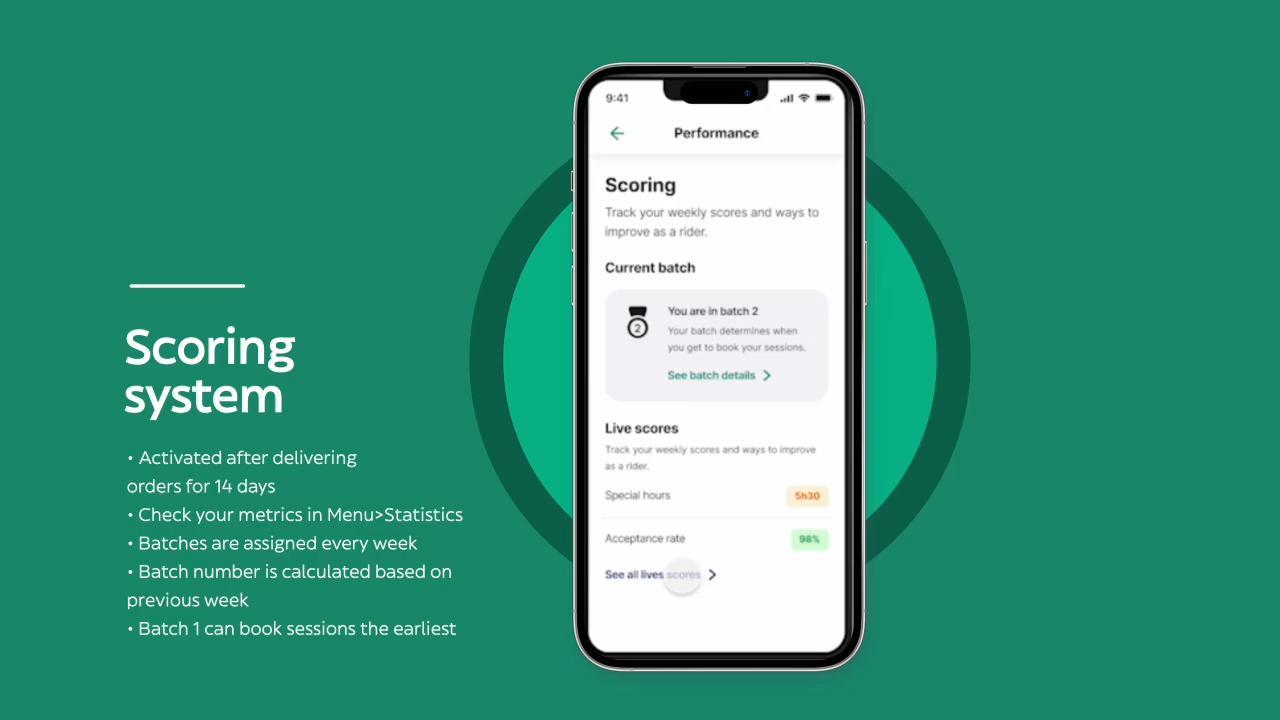 Scoring
system
• Activated after delivering
orders for 14 days
• Check your metrics in Menu>Statistics
• Batches are assigned every week
• Batch number is calculated based on
previous week
• Batch 1 can book sessions the earliest
9:41
Performance
Scoring
Track your weekly scores and ways to
improve as a rider.
Current batch
2
You are in batch 2
Your batch determines when
you get to book your sessions.
See batch details
Live scores
Track your weekly scores and ways to improve
as a rider.
Special hours 5h30
Acceptance rate 98%
See all lives scores